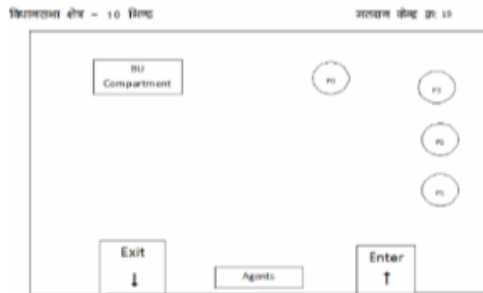 विधानसभा क्षेत्र - 10 भिण्ड
मतदान केन्द्र क्र. 10
BU
Compartment
Exit
Agents
Enter